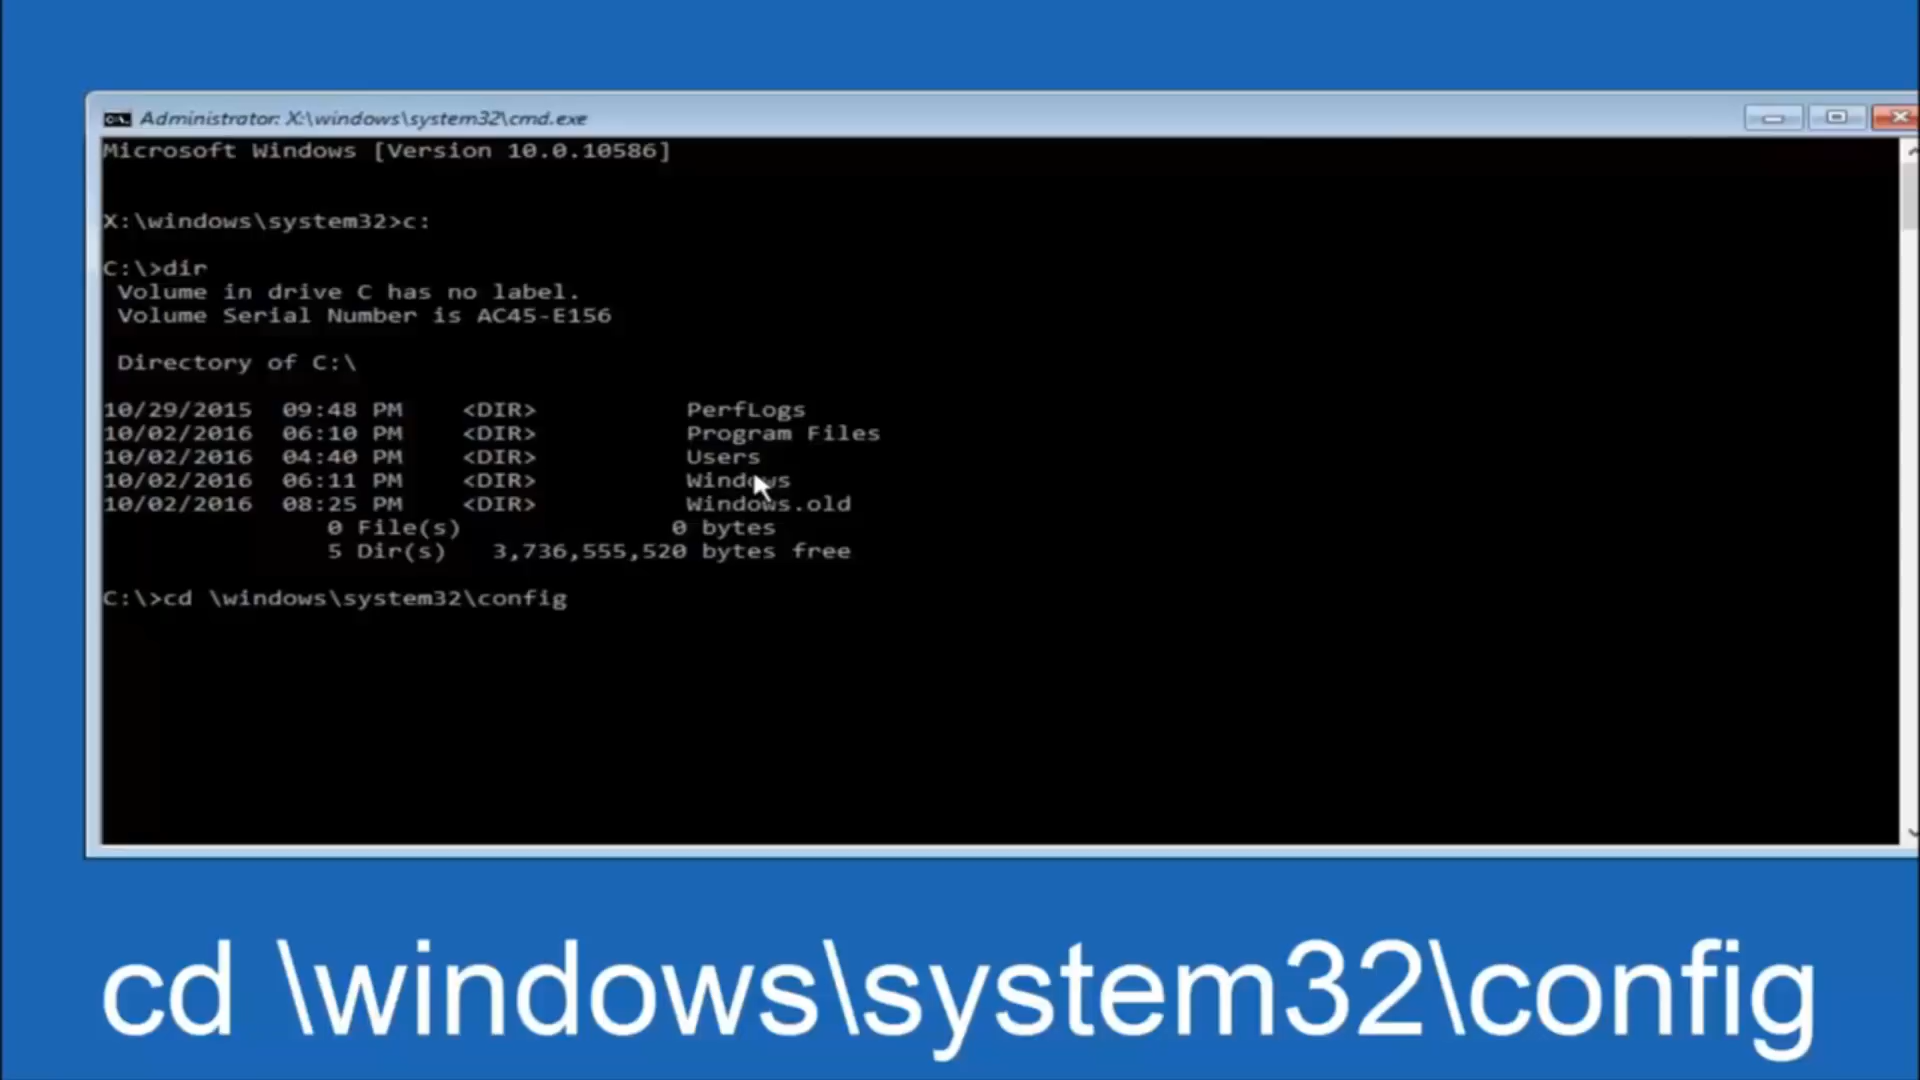 Administrator: X:\windows\system32\cmd.exe
Microsoft Windows [Version 10.0.10586]
X:\windows\system32>c:
C:\>dir
Volume in drive C has no label.
Volume Serial Number is AC45-E156
Directory of C:\
10/29/2015  09:48 PM    <DIR>          PerfLogs
10/02/2016  06:10 PM    <DIR>          Program Files
10/02/2016  04:40 PM    <DIR>          Users
10/02/2016  06:11 PM    <DIR>          Windows
10/02/2016  08:25 PM    <DIR>          Windows.old
0 File(s)              0 bytes
5 Dir(s)   3,736,555,520 bytes free
C:\>cd \windows\system32\config
cd \windows\system32\config